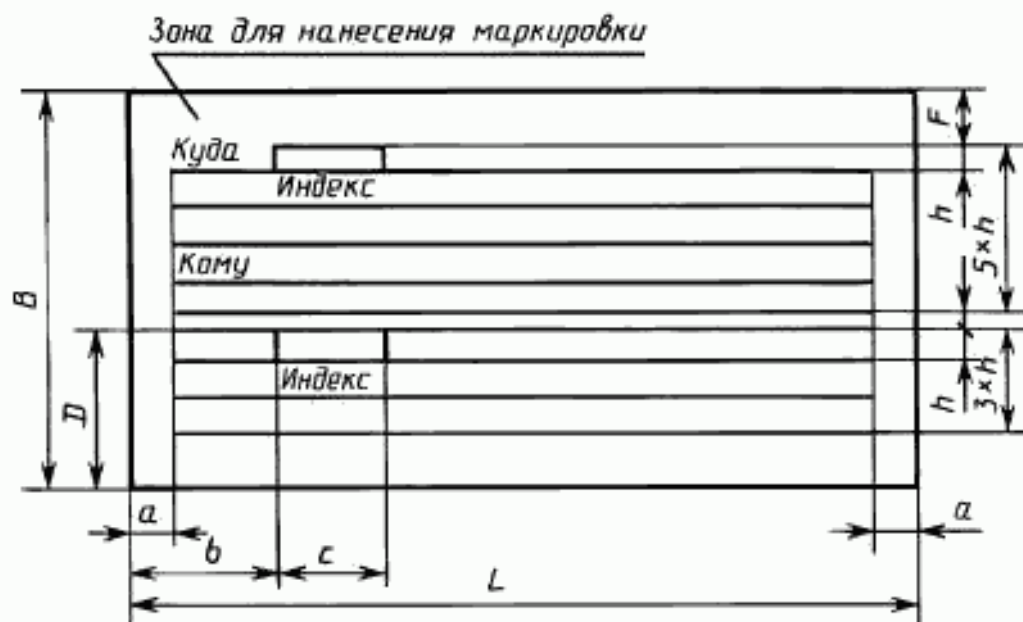 Зона для нанесения маркировки
Куда
Индекс
Кому
Индекс
B
D
F
h
5×h
h
3×h
a
b
c
a
L